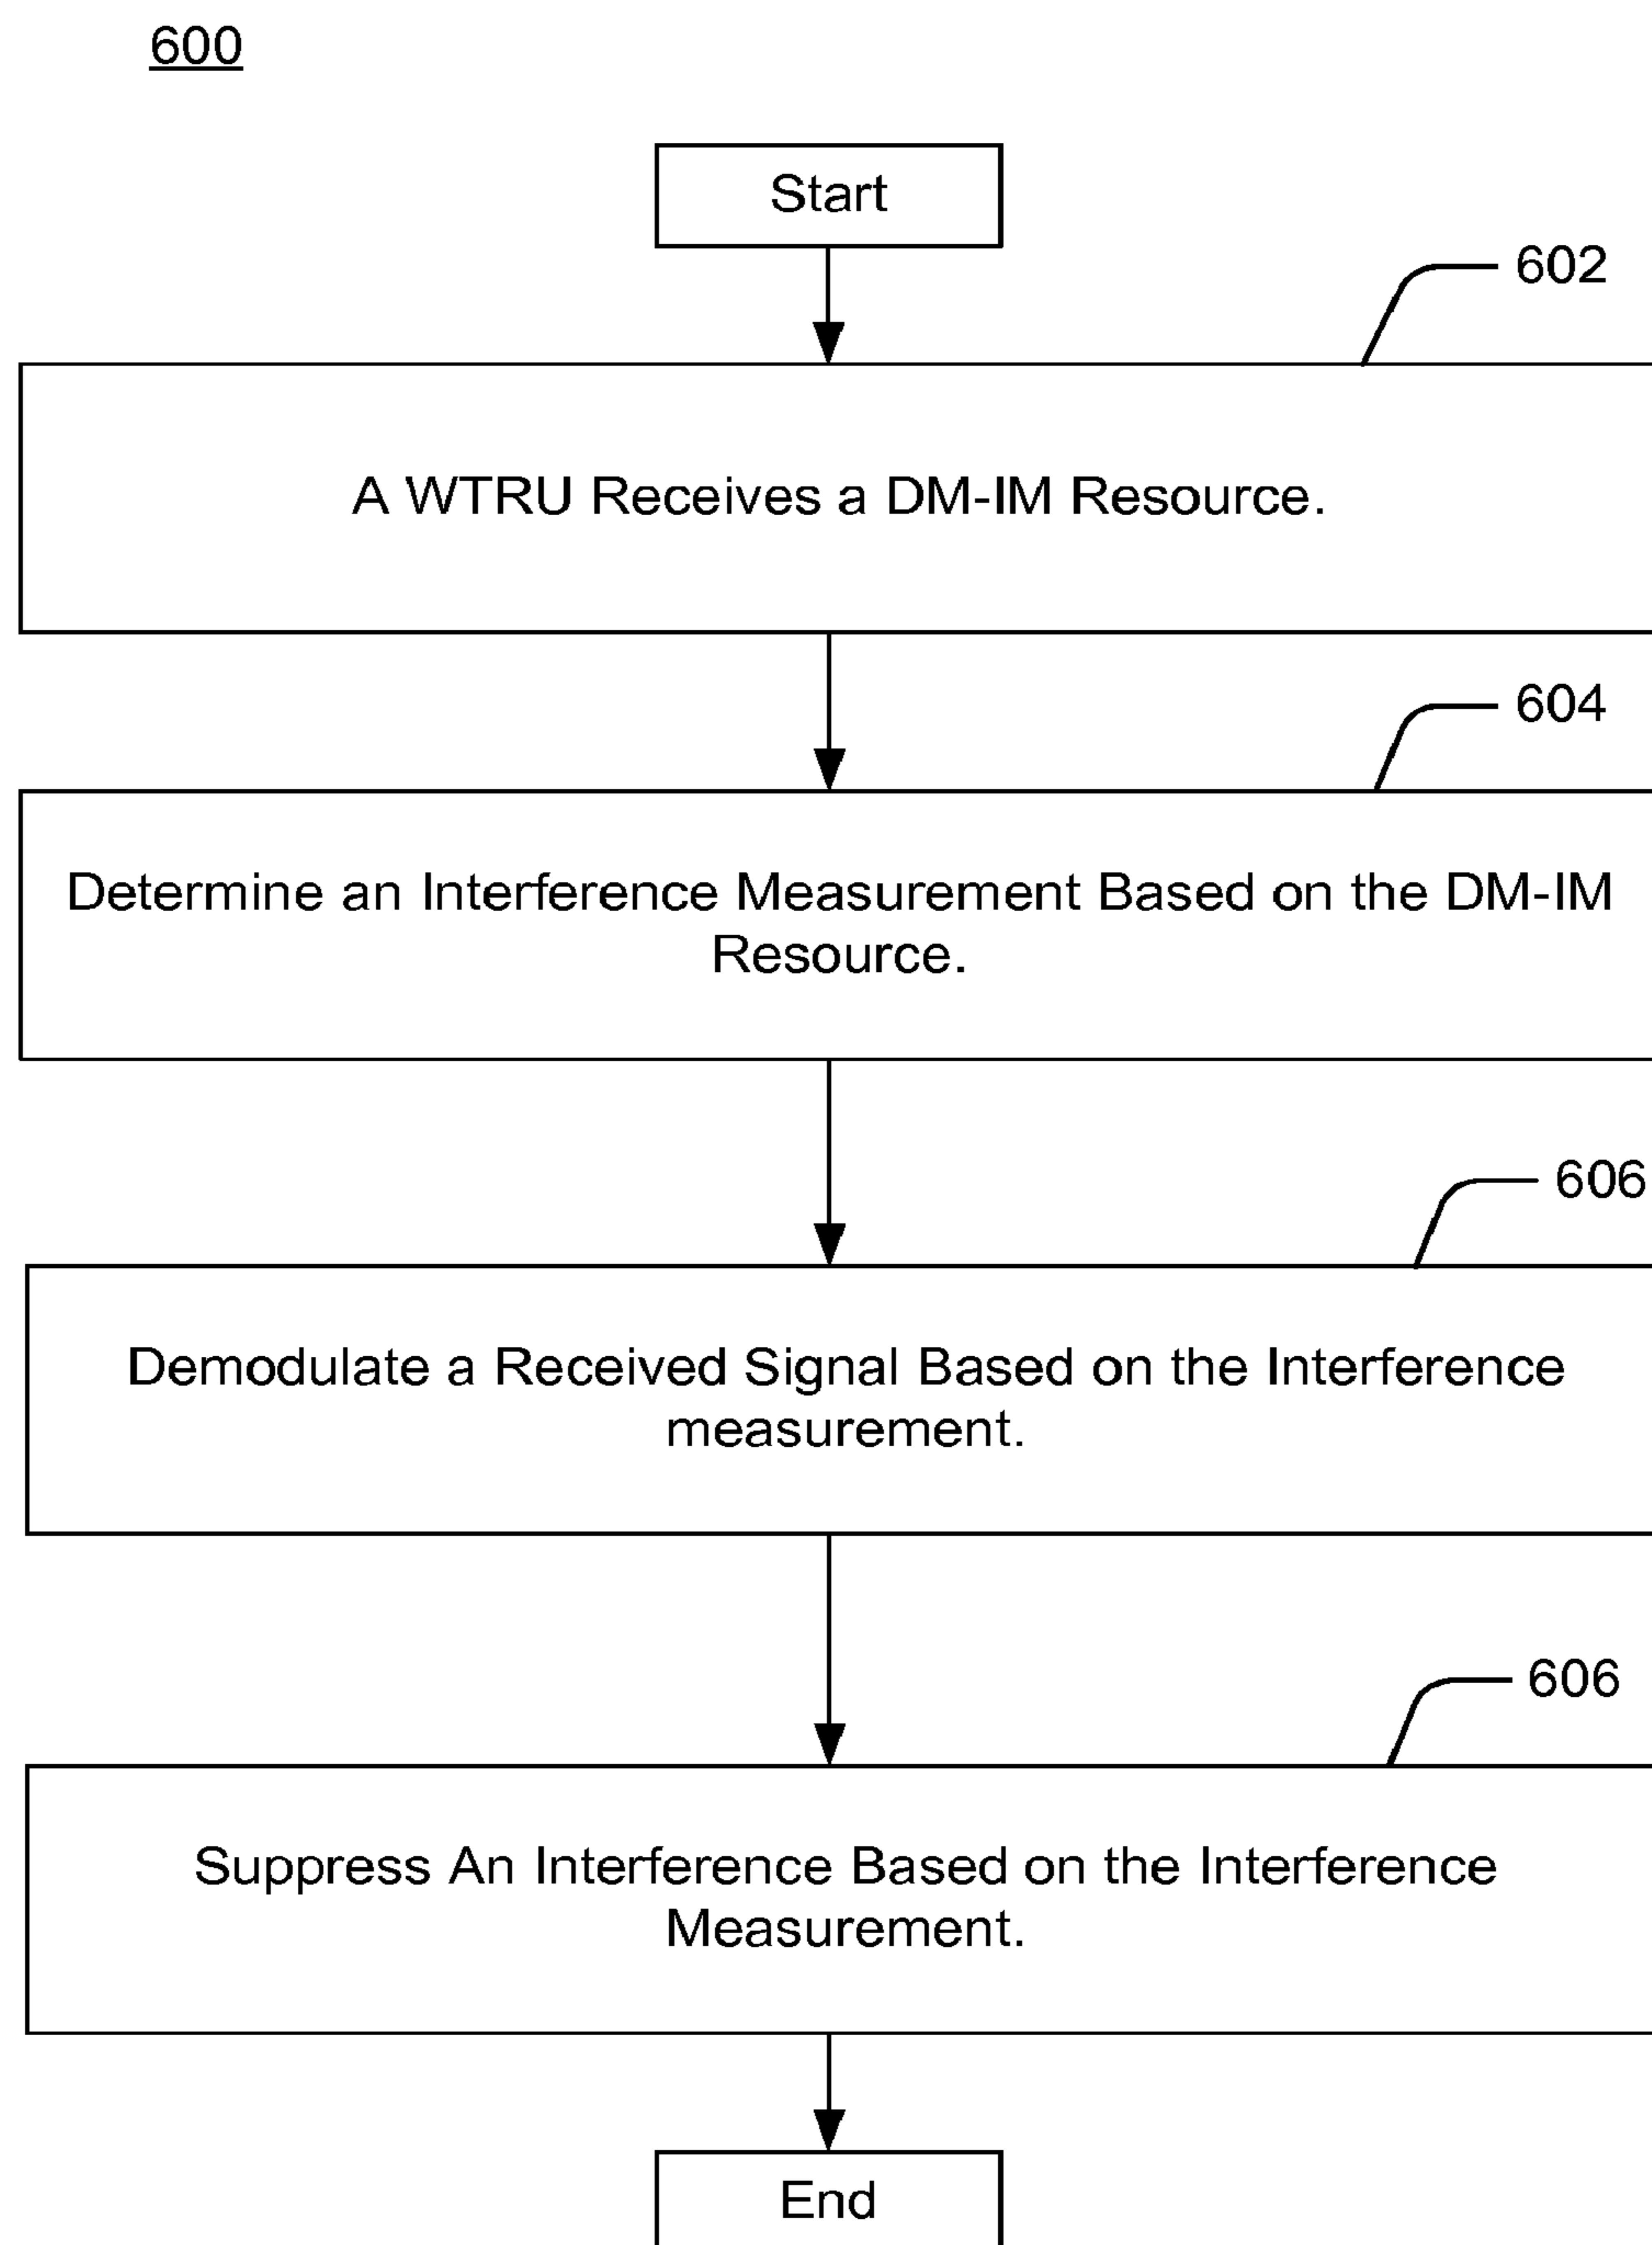 600
Start
602
A WTRU Receives a DM-IM Resource.
604
Determine an Interference Measurement Based on the DM-IM
Resource.
606
Demodulate a Received Signal Based on the Interference
measurement.
606
Suppress An Interference Based on the Interference
Measurement.
End